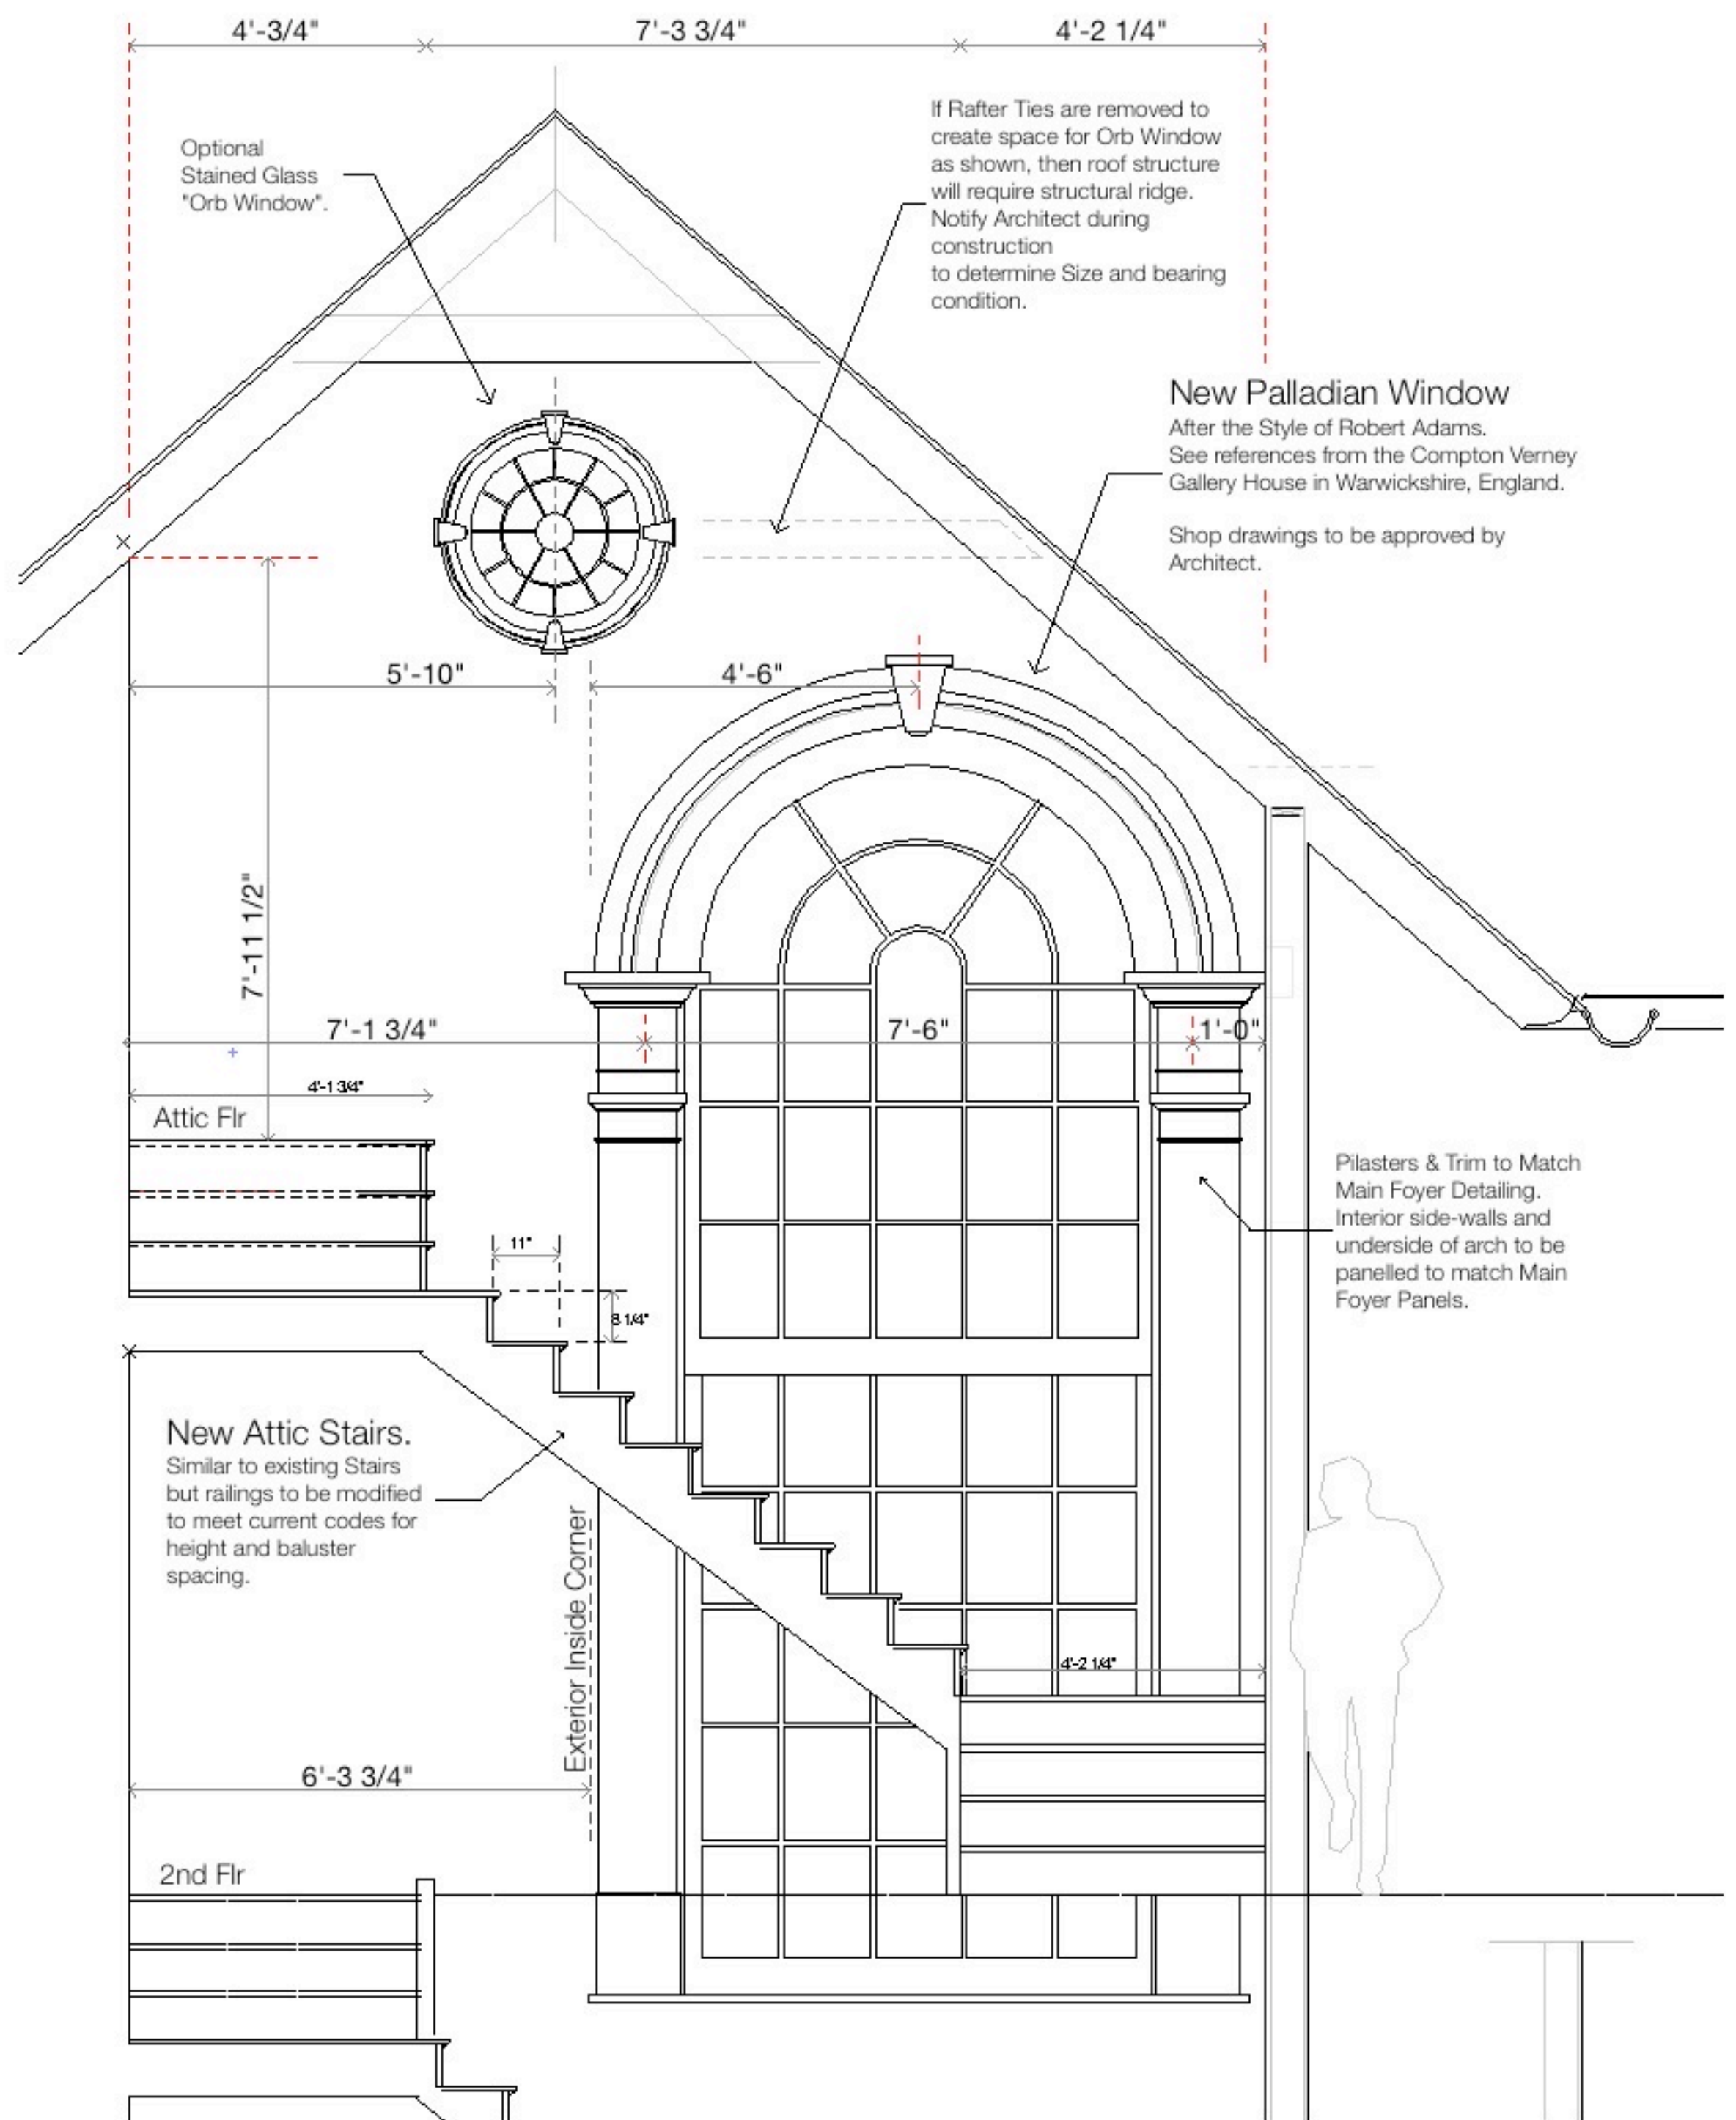 4'-3/4"
7'-3 3/4"
4'-2 1/4"
Optional
Stained Glass
"Orb Window".
If Rafter Ties are removed to
create space for Orb Window
as shown, then roof structure
will require structural ridge.
Notify Architect during
construction
to determine Size and bearing
condition.
New Palladian Window
After the Style of Robert Adams.
See references from the Compton Verney
Gallery House in Warwickshire, England.
Shop drawings to be approved by
Architect.
5'-10"
4'-6"
7'-11 1/2"
7'-1 3/4"
7'-6"
1'-0"
4'-1 3/4"
Attic Flr
Pilasters & Trim to Match
Main Foyer Detailing.
Interior side-walls and
underside of arch to be
panelled to match Main
Foyer Panels.
11"
8 1/4"
New Attic Stairs.
Similar to existing Stairs
but railings to be modified
to meet current codes for
height and baluster
spacing.
Exterior Inside Corner
4'-2 1/4"
6'-3 3/4"
2nd Flr